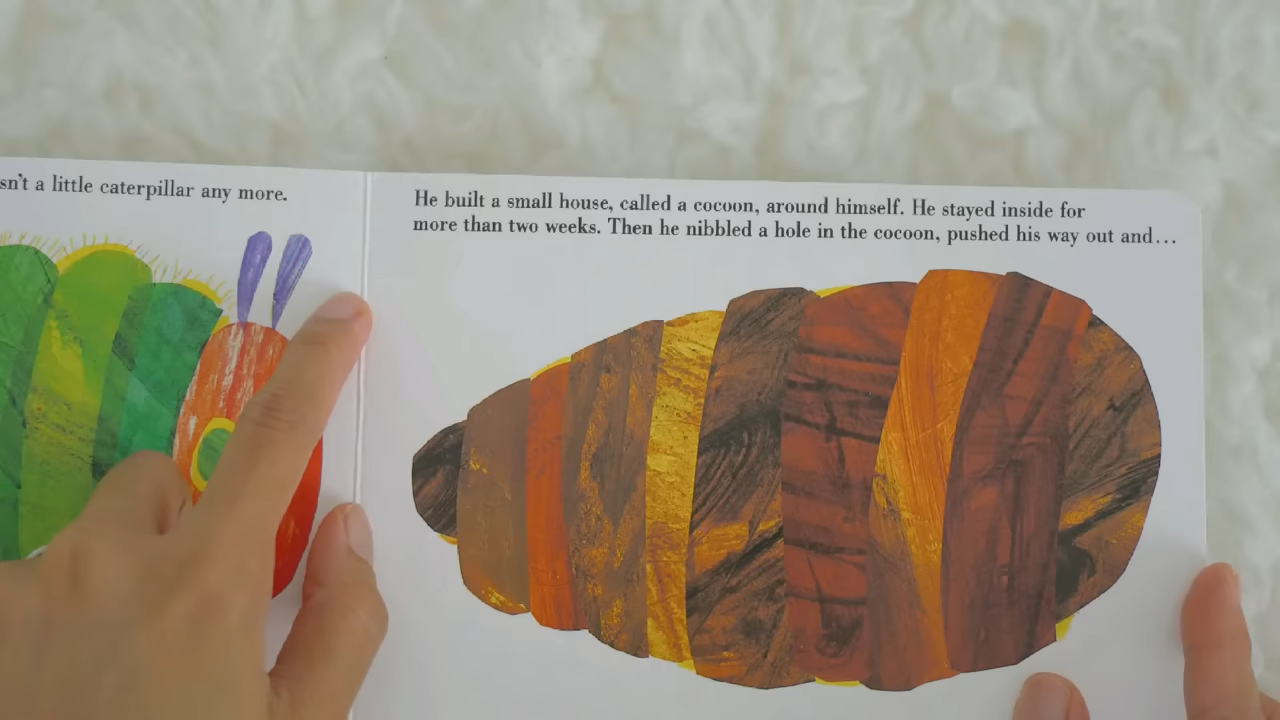 sn't a little caterpillar any more.
He built a small house, called a cocoon, around himself. He stayed inside for
more than two weeks. Then he nibbled a hole in the cocoon, pushed his way out and...